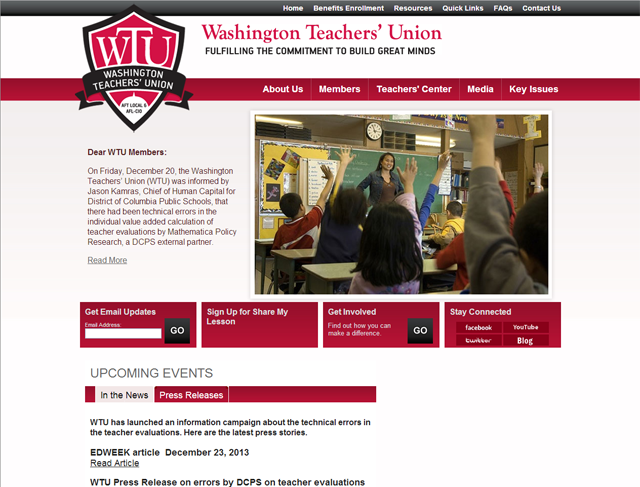 Home Benefits Enrollment Resources Quick Links FAQs Contact Us
WTU
WASHINGTON
TEACHERS' UNION
AFT LOCAL 6
AFL-CIO
Washington Teachers' Union
FULFILLING THE COMMITMENT TO BUILD GREAT MINDS
About Us Members Teachers' Center Media Key Issues
Dear WTU Members:
On Friday, December 20, the Washington
Teachers' Union (WTU) was informed by
Jason Kamras, Chief of Human Capital for
District of Columbia Public Schools, that
there had been technical errors in the
individual value added calculation of
teacher evaluations by Mathematica Policy
Research, a DCPS external partner.
Read More
Get Email Updates
Email Address:
GO
Sign Up for Share My
Lesson
Get Involved
Find out how you can
make a difference.
GO
Stay Connected
facebook YouTube
twitter Blog
UPCOMING EVENTS
In the News Press Releases
WTU has launched an information campaign about the technical errors in
the teacher evaluations. Here are the latest press stories.
EDWEEK article December 23, 2013
Read Article
WTU Press Release on errors by DCPS on teacher evaluations